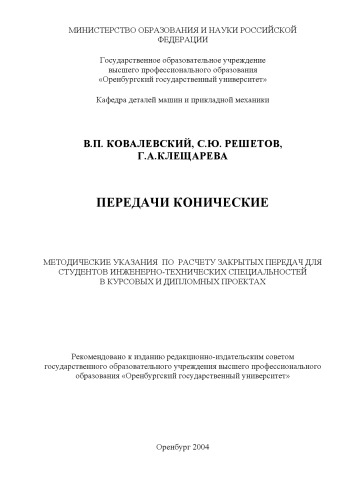 МИНИСТЕРСТВО ОБРАЗОВАНИЯ И НАУКИ РОССИЙСКОЙ
ФЕДЕРАЦИИ
Государственное образовательное учреждение
высшего профессионального образования
«Оренбургский государственный университет»
Кафедра деталей машин и прикладной механики
В.П. КОВАЛЕВСКИЙ, С.Ю. РЕШЕТОВ,
Г.А.КЛЕЩАРЕВА
ПЕРЕДАЧИ КОНИЧЕСКИЕ
МЕТОДИЧЕСКИЕ УКАЗАНИЯ ПО РАСЧЕТУ ЗАКРЫТЫХ ПЕРЕДАЧ ДЛЯ
СТУДЕНТОВ ИНЖЕНЕРНО-ТЕХНИЧЕСКИХ СПЕЦИАЛЬНОСТЕЙ
В КУРСОВЫХ И ДИПЛОМНЫХ ПРОЕКТАХ
Рекомендовано к изданию редакционно-издательским советом
государственного образовательного учреждения высшего профессионального
образования «Оренбургский государственный университет»
Оренбург 2004